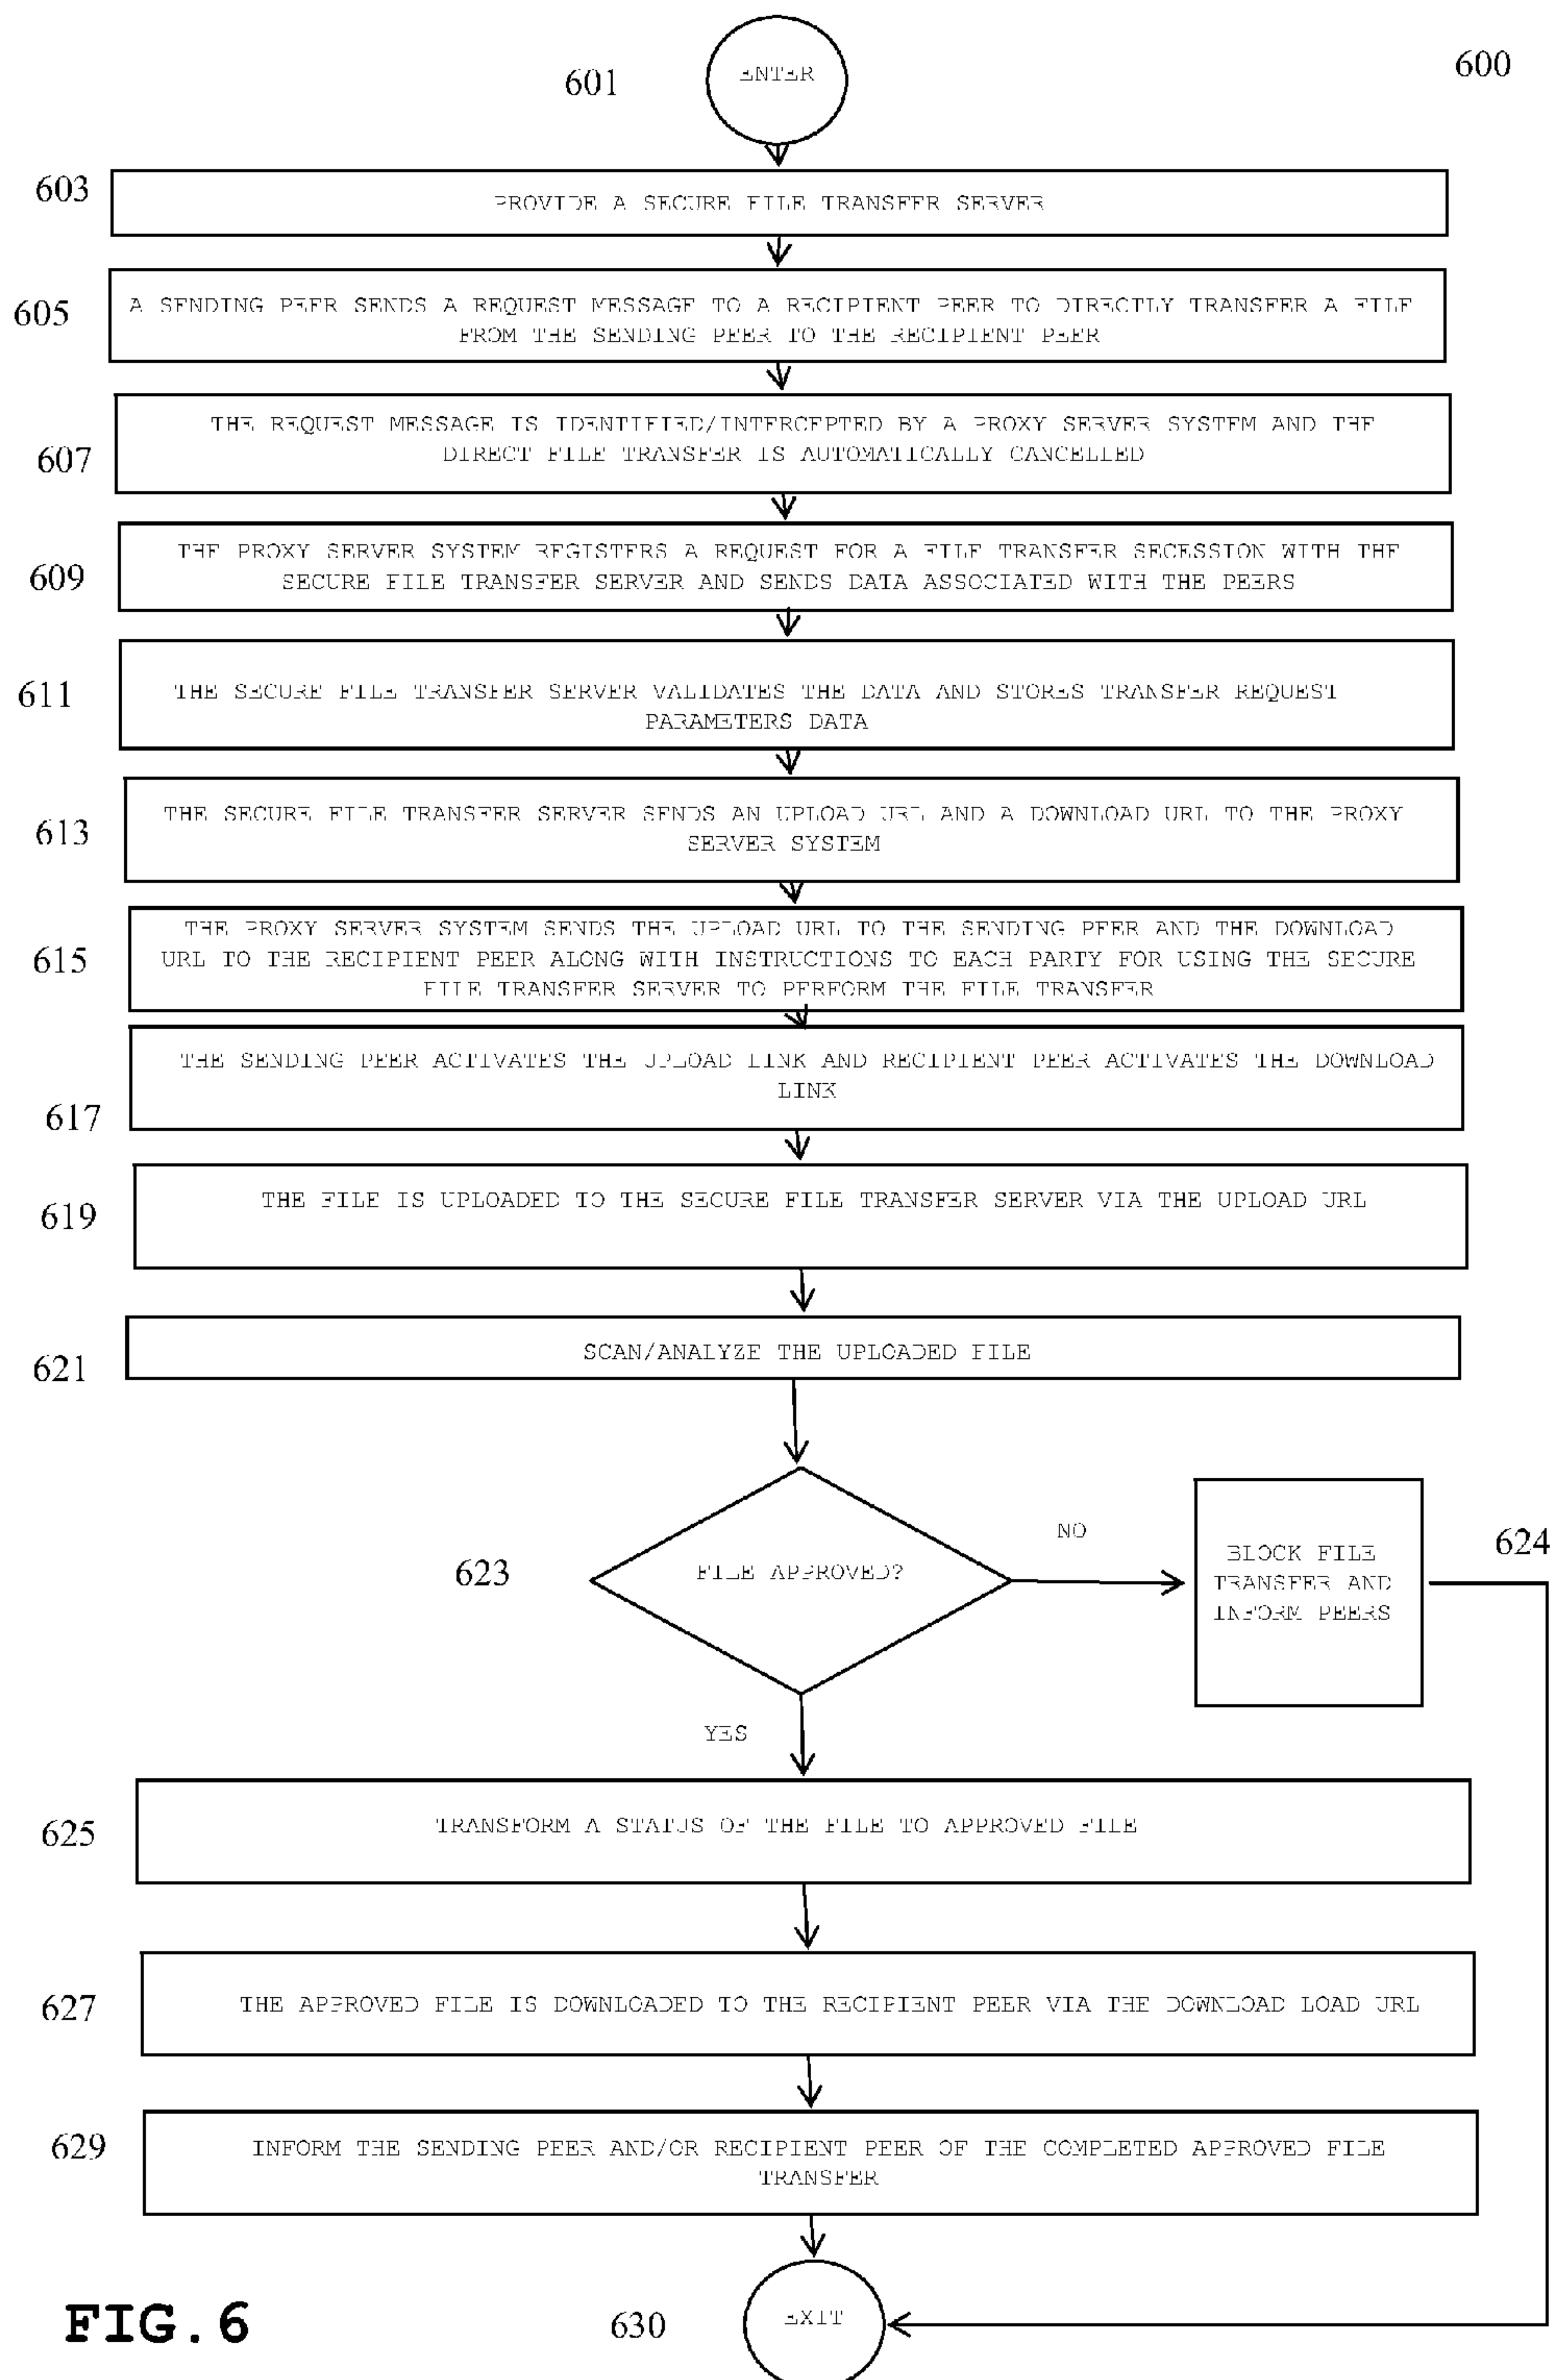 600
601
ENTER
603
PROVIDE A SECURE FILE TRANSFER SERVER
605
A SENDING PEER SENDS A REQUEST MESSAGE TO A RECIPIENT PEER TO DIRECTLY TRANSFER A FILE
FROM THE SENDING PEER TO THE RECIPIENT PEER
607
THE REQUEST MESSAGE IS IDENTIFIED/INTERCEPTED BY A PROXY SERVER SYSTEM AND THE
DIRECT FILE TRANSFER IS AUTOMATICALLY CANCELLED
609
THE PROXY SERVER SYSTEM REGISTERS A REQUEST FOR A FILE TRANSFER SECESSION WITH THE
SECURE FILE TRANSFER SERVER AND SENDS DATA ASSOCIATED WITH THE PEERS
611
THE SECURE FILE TRANSFER SERVER VALIDATES THE DATA AND STORES TRANSFER REQUEST
PARAMETERS DATA
613
THE SECURE FILE TRANSFER SERVER SENDS AN UPLOAD URL AND A DOWNLOAD URL TO THE PROXY
SERVER SYSTEM
615
THE PROXY SERVER SYSTEM SENDS THE UPLOAD URL TO THE SENDING PEER AND THE DOWNLOAD
URL TO THE RECIPIENT PEER ALONG WITH INSTRUCTIONS TO EACH PARTY FOR USING THE SECURE
FILE TRANSFER SERVER TO PERFORM THE FILE TRANSFER
617
THE SENDING PEER ACTIVATES THE UPLOAD LINK AND RECIPIENT PEER ACTIVATES THE DOWNLOAD
LINK
619
THE FILE IS UPLOADED TO THE SECURE FILE TRANSFER SERVER VIA THE UPLOAD URL
621
SCAN/ANALYZE THE UPLOADED FILE
623
FILE APPROVED?
NO
BLOCK FILE
TRANSFER AND
INFORM PEERS
624
YES
625
TRANSFORM A STATUS OF THE FILE TO APPROVED FILE
627
THE APPROVED FILE IS DOWNLOADED TO THE RECIPIENT PEER VIA THE DOWNLOAD LOAD URL
629
INFORM THE SENDING PEER AND/OR RECIPIENT PEER OF THE COMPLETED APPROVED FILE
TRANSFER
630
EXIT
FIG. 6